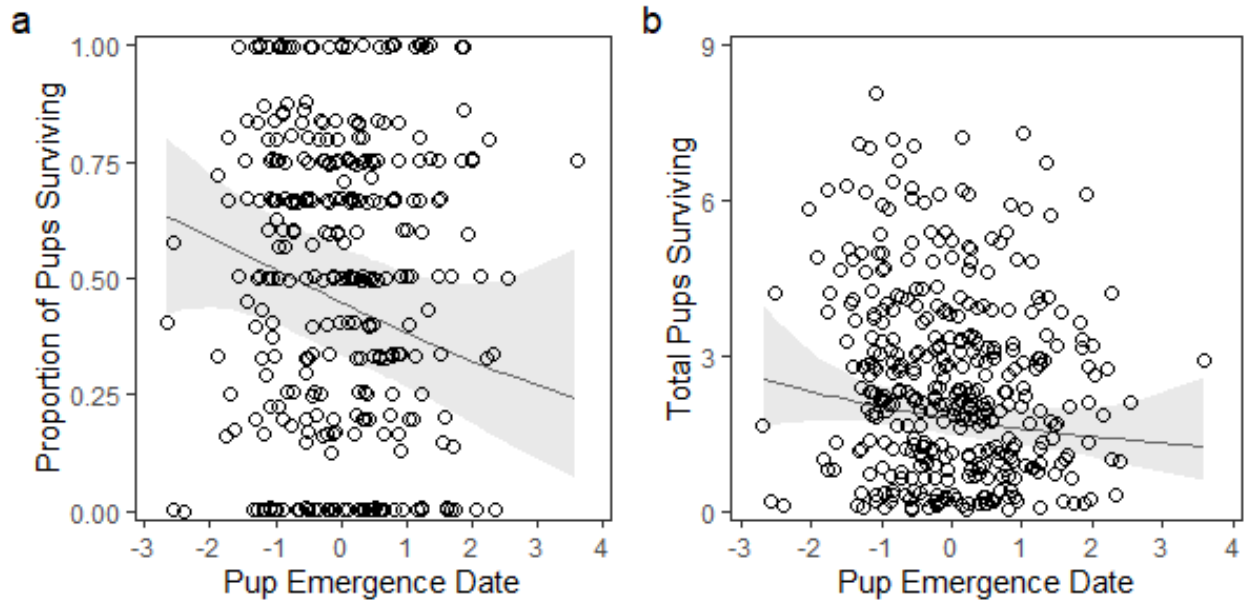 a
Proportion of Pups Surviving
1.00
0.75
0.50
0.25
0.00
-3 -2 -1 0 1 2 3 4
Pup Emergence Date
b
Total Pups Surviving
9
6
3
0
-3 -2 -1 0 1 2 3 4
Pup Emergence Date